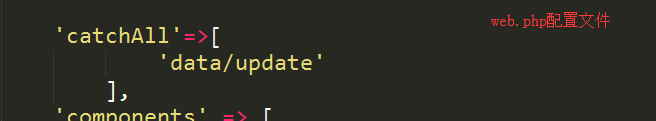 web.php配置文件
'catchAll'=>[
'data/update'
],
'components' => [